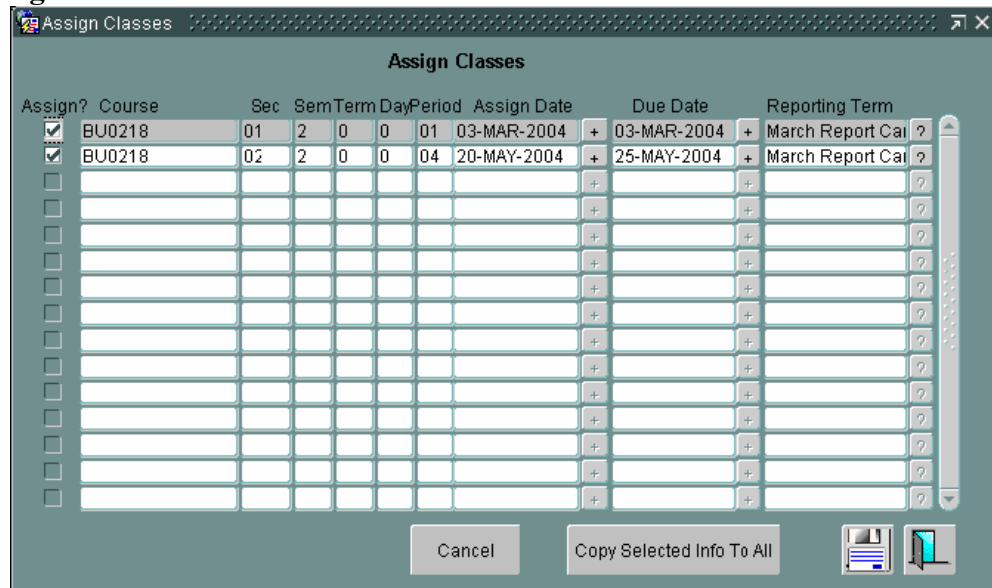 Assign Classes
Assign Classes
Assign? Course Sec Sem Term Day Period Assign Date Due Date Reporting Term
BU0218 01 2 0 0 01 03-MAR-2004 + 03-MAR-2004 + March Report Car ?
BU0218 02 2 0 0 04 20-MAY-2004 + 25-MAY-2004 + March Report Car ?
+ + ?
+ + ?
+ + ?
+ + ?
+ + ?
+ + ?
+ + ?
+ + ?
+ + ?
+ + ?
+ + ?
+ + ?
+ + ?
Cancel Copy Selected Info To All